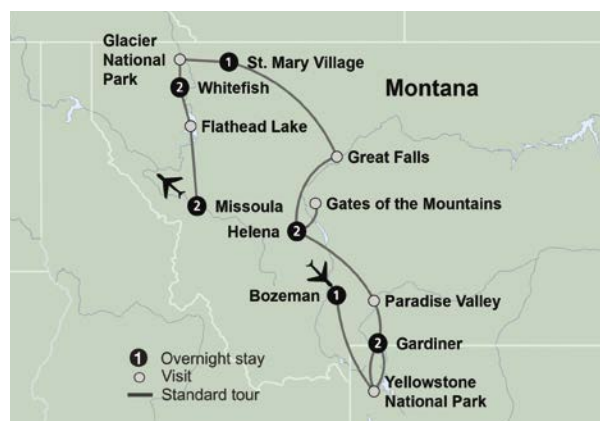 Glacier
National
Park
1 St. Mary Village
2 Whitefish
Montana
Flathead Lake
Great Falls
2 Missoula
Gates of the Mountains
Helena 2
Bozeman 1
Paradise Valley
2 Gardiner
Yellowstone
National Park
1 Overnight stay
Visit
Standard tour